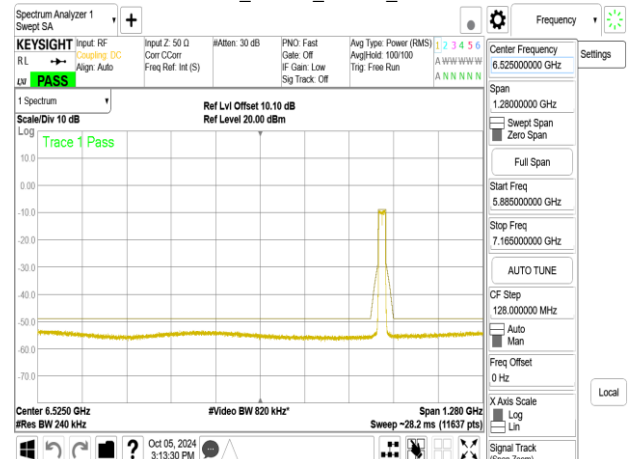 Spectrum Analyzer 1
Swept SA
Frequency
KEYSIGHT
RL
LXI
PASS
Input: RF
Coupling: DC
Align: Auto
Input Z: 50 Ω
Corr CCorr
Freq Ref: Int (S)
#Atten: 30 dB
PNO: Fast
Gate: Off
IF Gain: Low
Sig Track: Off
Avg Type: Power (RMS)
Avg|Hold: 100/100
Trig: Free Run
1 2 3 4 5 6
A W W W W W
A N N N N N
1 Spectrum
Scale/Div 10 dB
Ref Lvl Offset 10.10 dB
Ref Level 20.00 dBm
Log
Trace 1 Pass
10.0
0.00
-10.0
-20.0
-30.0
-40.0
-50.0
-60.0
-70.0
Center 6.5250 GHz
#Res BW 240 kHz
#Video BW 820 kHz*
Span 1.280 GHz
Sweep ~28.2 ms (11637 pts)
Oct 05, 2024
3:13:30 PM
Center Frequency
6.525000000 GHz
Span
1.28000000 GHz
Swept Span
Zero Span
Full Span
Start Freq
5.885000000 GHz
Stop Freq
7.165000000 GHz
AUTO TUNE
CF Step
128.000000 MHz
Auto
Man
Freq Offset
0 Hz
X Axis Scale
Log
Lin
Signal Track
(Span Zoom)
Settings
Local